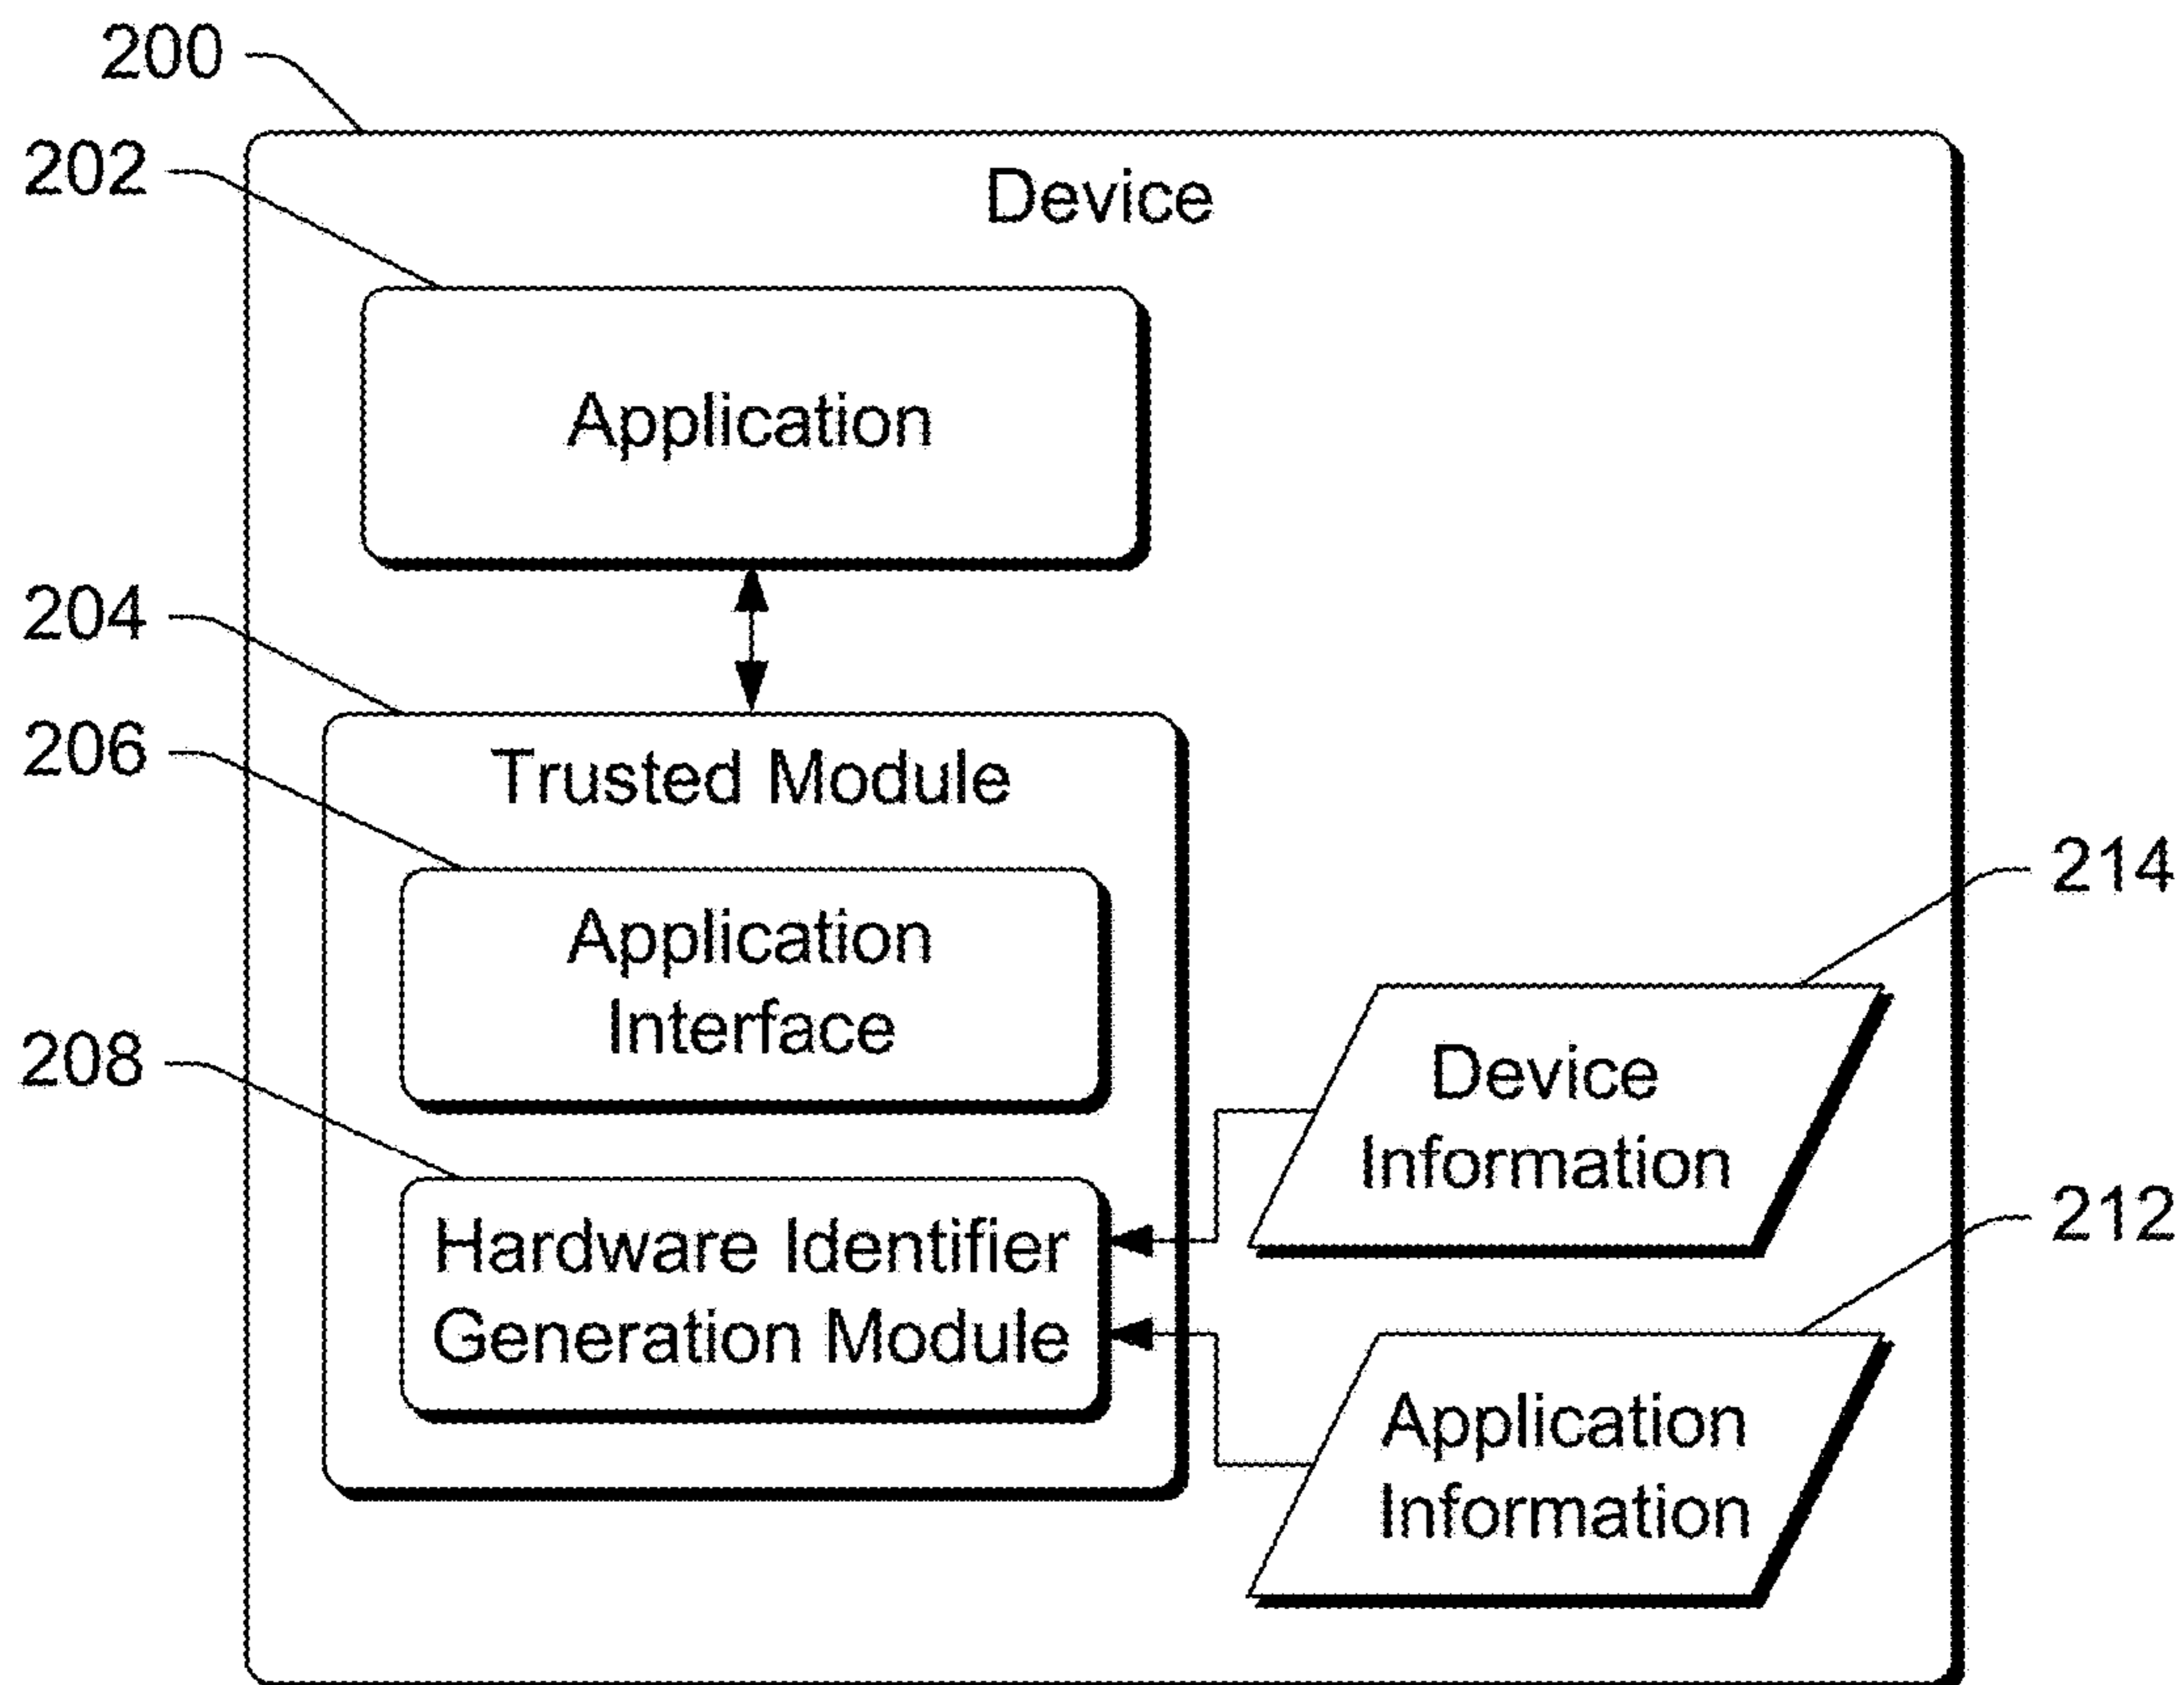 200
202
Device
Application
204
206
Trusted Module
Application
Interface
214
208
Device
Information
Hardware Identifier
Generation Module
212
Application
Information